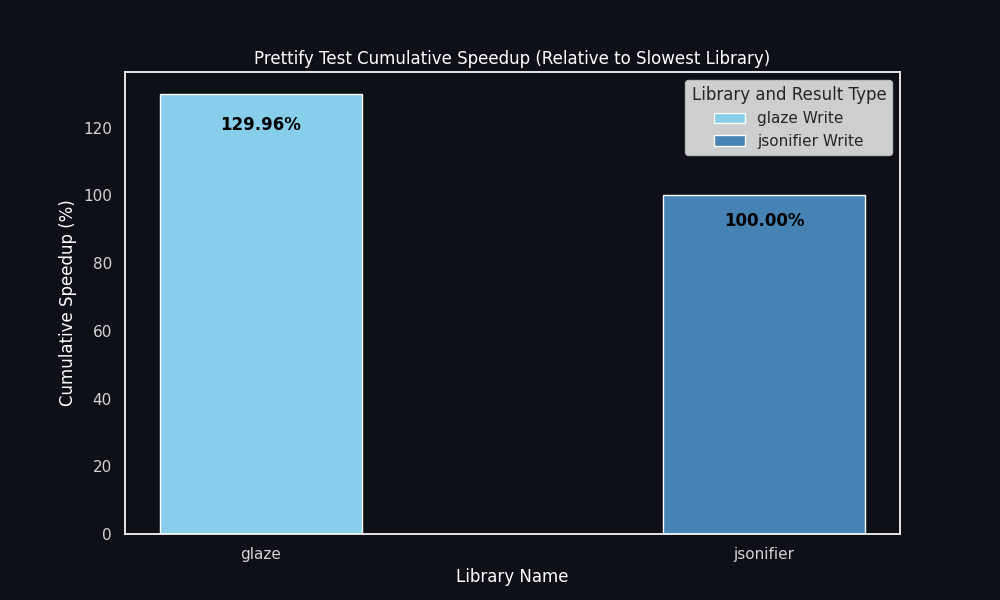 Prettify Test Cumulative Speedup (Relative to Slowest Library)
Library and Result Type
glaze Write
jsonifier Write
129.96%
100.00%
Cumulative Speedup (%)
120
100
80
60
40
20
0
glaze
jsonifier
Library Name